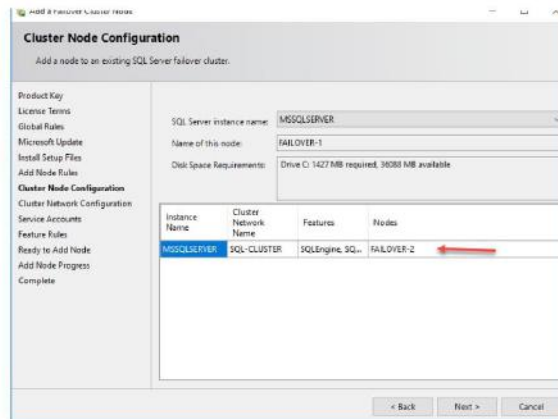 Add a Failover Cluster Node
Cluster Node Configuration
Add a node to an existing SQL Server failover cluster.
Product Key
License Terms
Global Rules
Microsoft Update
Install Setup Files
Add Node Rules
Cluster Node Configuration
Cluster Network Configuration
Service Accounts
Feature Rules
Ready to Add Node
Add Node Progress
Complete
SQL Server instance name: MSSQLSERVER
Name of this node: FAILOVER-1
Disk Space Requirements: Drive C: 1427 MB required, 36088 MB available
Instance Name Cluster Network Name Features Nodes
MSSQLSERVER SQL-CLUSTER SQLEngine, SQ... FAILOVER-2
< Back Next > Cancel